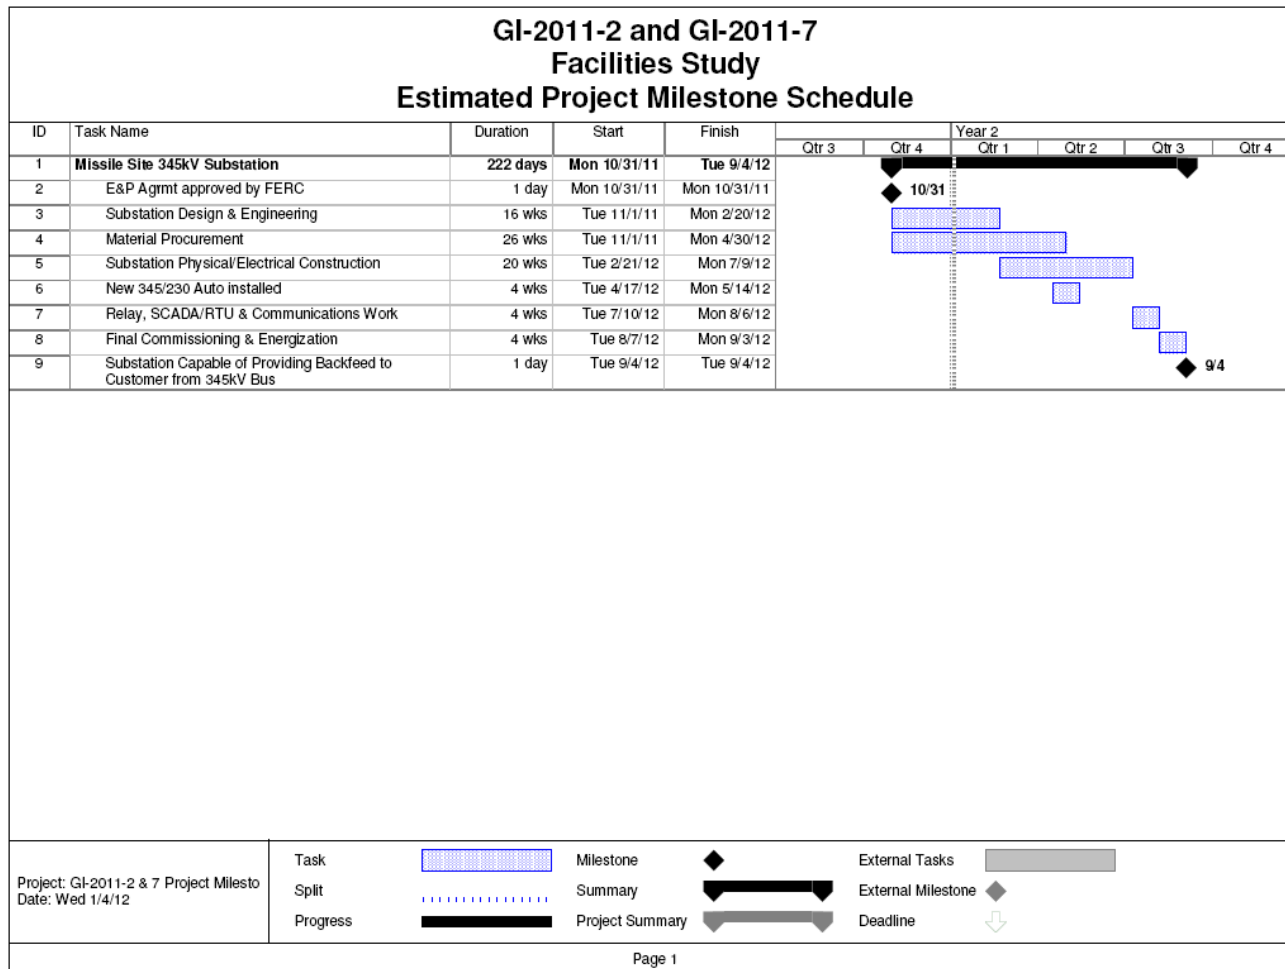 GI-2011-2 and GI-2011-7
Facilities Study
Estimated Project Milestone Schedule
ID Task Name Duration Start Finish Year 2
Qtr 3 Qtr 4 Qtr 1 Qtr 2 Qtr 3 Qtr 4
1 Missile Site 345kV Substation 222 days Mon 10/31/11 Tue 9/4/12
2 E&P Agrmt approved by FERC 1 day Mon 10/31/11 Mon 10/31/11 10/31
3 Substation Design & Engineering 16 wks Tue 11/1/11 Mon 2/20/12
4 Material Procurement 26 wks Tue 11/1/11 Mon 4/30/12
5 Substation Physical/Electrical Construction 20 wks Tue 2/21/12 Mon 7/9/12
6 New 345/230 Auto installed 4 wks Tue 4/17/12 Mon 5/14/12
7 Relay, SCADA/RTU & Communications Work 4 wks Tue 7/10/12 Mon 8/6/12
8 Final Commissioning & Energization 4 wks Tue 8/7/12 Mon 9/3/12
9 Substation Capable of Providing Backfeed to 1 day Tue 9/4/12 Tue 9/4/12 9/4
Customer from 345kV Bus
Project: GI-2011-2 & 7 Project Milesto
Date: Wed 1/4/12
Task Milestone External Tasks
Split Summary External Milestone
Progress Project Summary Deadline
Page 1